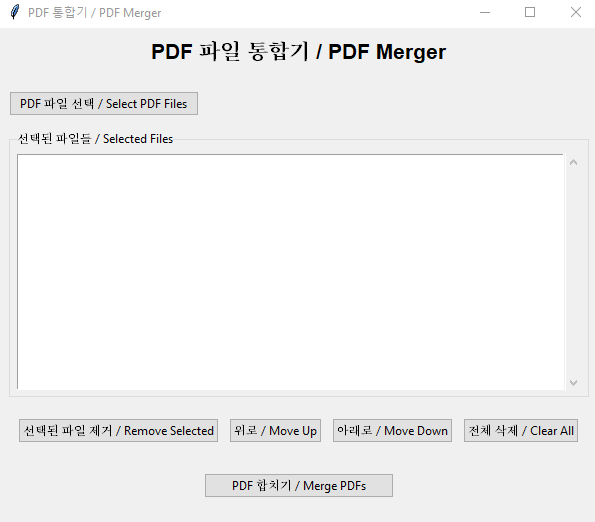 PDF 통합기 / PDF Merger
PDF 파일 통합기 / PDF Merger
PDF 파일 선택 / Select PDF Files
선택된 파일들 / Selected Files
선택된 파일 제거 / Remove Selected 위로 / Move Up 아래로 / Move Down 전체 삭제 / Clear All
PDF 합치기 / Merge PDFs